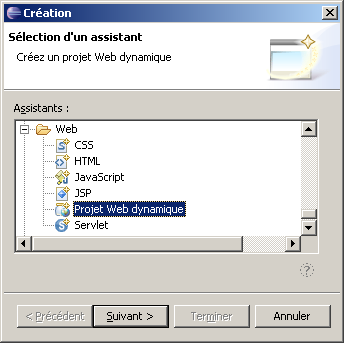 Création
Sélection d'un assistant
Créez un projet Web dynamique
Assistants :
Web
CSS
HTML
JavaScript
JSP
Projet Web dynamique
Servlet
< Précédent
Suivant >
Terminer
Annuler